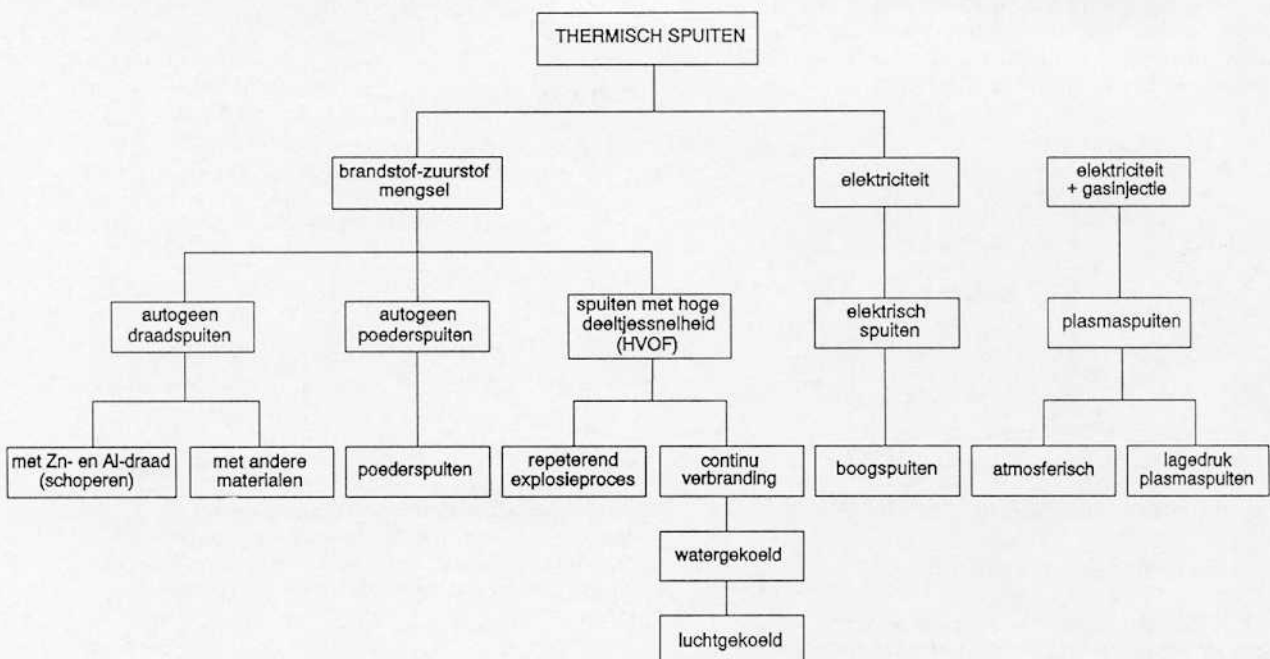 THERMISCH SPUITEN
brandstof-zuurstof
mengsel
elektriciteit
elektriciteit
+ gasinjectie
autogeen
draadspuiten
autogeen
poederspuiten
spuiten met hoge
deeltjessnelheid
(HVOF)
elektrisch
spuiten
plasmaspuiten
met Zn- en Al-draad
(schoperen)
met andere
materialen
poederspuiten
repeterend
explosieproces
continu
verbranding
boogspuiten
atmosferisch
lagedruk
plasmaspuiten
watergekoeld
luchtgekoeld